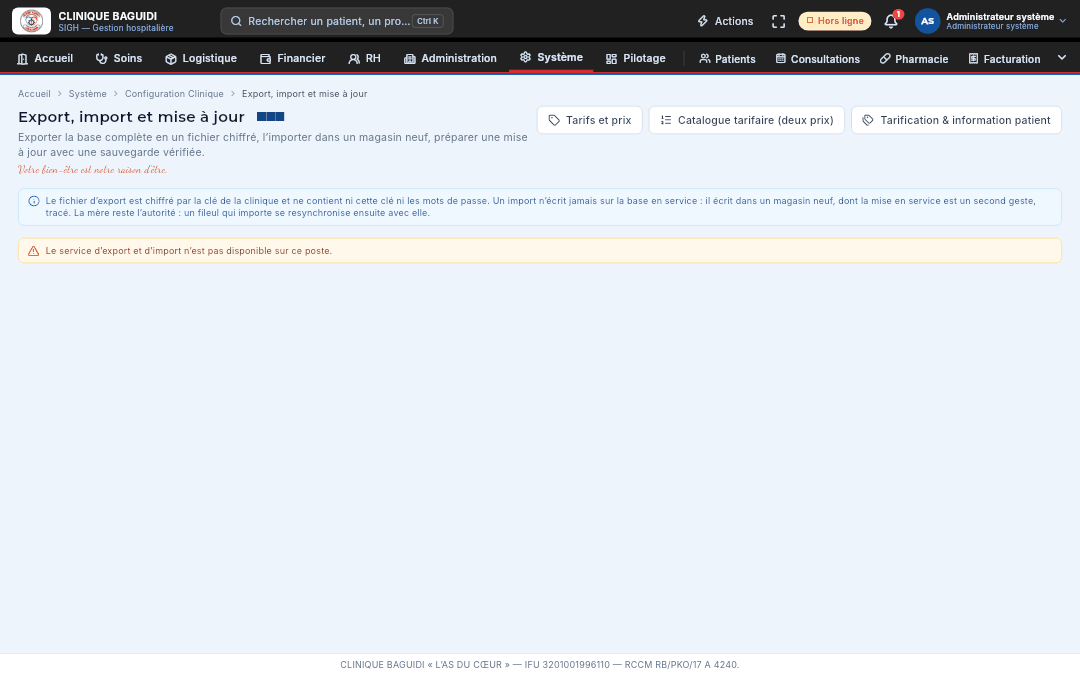 CLINIQUE BAGUIDI
SIGH — Gestion hospitalière
Rechercher un patient, un pro... Ctrl K
Actions
Hors ligne
1
AS
Administrateur système
Administrateur système
Accueil
Soins
Logistique
Financier
RH
Administration
Système
Pilotage
Patients
Consultations
Pharmacie
Facturation
Accueil > Système > Configuration Clinique > Export, import et mise à jour
Export, import et mise à jour
Exporter la base complète en un fichier chiffré, l'importer dans un magasin neuf, préparer une mise
à jour avec une sauvegarde vérifiée.
Votre bien-être est notre raison d'être.
Tarifs et prix
Catalogue tarifaire (deux prix)
Tarification & information patient
Le fichier d'export est chiffré par la clé de la clinique et ne contient ni cette clé ni les mots de passe. Un import n'écrit jamais sur la base en service : il écrit dans un magasin neuf, dont la mise en service est un second geste,
tracé. La mère reste l'autorité : un fileul qui importe se resynchronise ensuite avec elle.
Le service d'export et d'import n'est pas disponible sur ce poste.
CLINIQUE BAGUIDI « L'AS DU CŒUR » — IFU 3201001996110 — RCCM RB/PKO/17 A 4240.